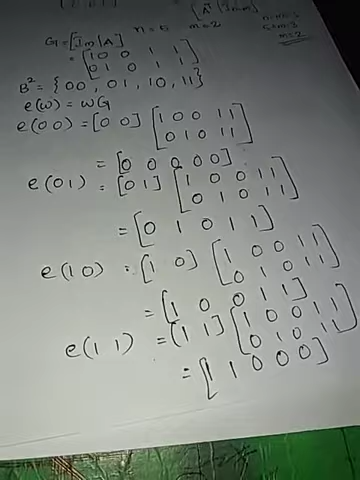 n = 5
m = 2
G = [Im|A]
= [1 0 0 1 1
0 1 0 1 1]
B² = {00, 01, 10, 11}
e(w) = wG
e(00) = [0 0] [1 0 0 1 1
0 1 0 1 1]
= [0 0 0 0 0]
e(01) = [0 1] [1 0 0 1 1
0 1 0 1 1]
= [0 1 0 1 1]
e(10) = [1 0] [1 0 0 1 1
0 1 0 1 1]
= [1 0 0 1 1]
e(11) = [1 1] [1 0 0 1 1
0 1 0 1 1]
= [1 1 0 0 0]